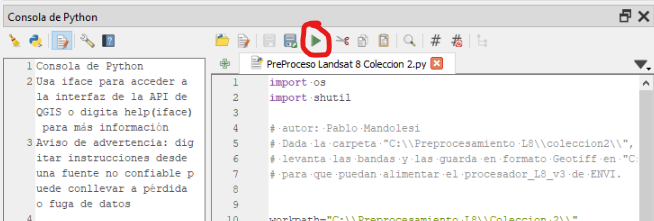 Consola de Python
PreProceso Landsat 8 Coleccion 2.py
1 Consola de Python
2 Usa iface para acceder a
la interfaz de la API de
QGIS o digita help(iface)
para más información
3 Aviso de advertencia: dig
itar instrucciones desde
una fuente no confiable p
uede conllevar a pérdida
o fuga de datos
4
1 import os
2 import shutil
3
4 # autor: Pablo Mandolesi
5 # Dada la carpeta "C:\\Preprocesamiento L8\\coleccion2\\",
6 # levanta las bandas y las guarda en formato Geotiff en "C:
7 # para que puedan alimentar el procesador_L8_v3 de ENVI.
8
9
10 workpath="C:\\Preprocesamiento L8\\Coleccion 2\\"